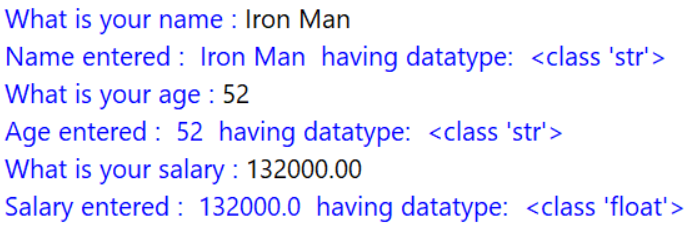 What is your name : Iron Man
Name entered :  Iron Man  having datatype:  <class 'str'>
What is your age : 52
Age entered :  52  having datatype:  <class 'str'>
What is your salary : 132000.00
Salary entered :  132000.0  having datatype:  <class 'float'>